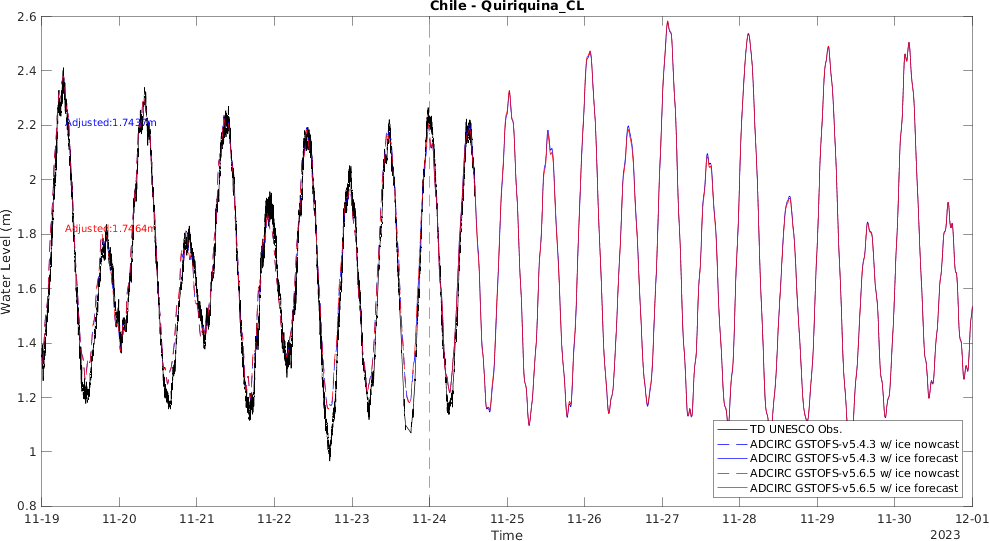 Chile - Quiriquina_CL
2.6
2.4
2.2
2
1.8
1.6
1.4
1.2
1
0.8
Water Level (m)
Adjusted:1.7437m
Adjusted:1.7464m
TD UNESCO Obs.
ADCIRC GSTOFS-v5.4.3 w/ ice nowcast
ADCIRC GSTOFS-v5.4.3 w/ ice forecast
ADCIRC GSTOFS-v5.6.5 w/ ice nowcast
ADCIRC GSTOFS-v5.6.5 w/ ice forecast
11-19 11-20 11-21 11-22 11-23 11-24 11-25 11-26 11-27 11-28 11-29 11-30 12-01
Time
2023